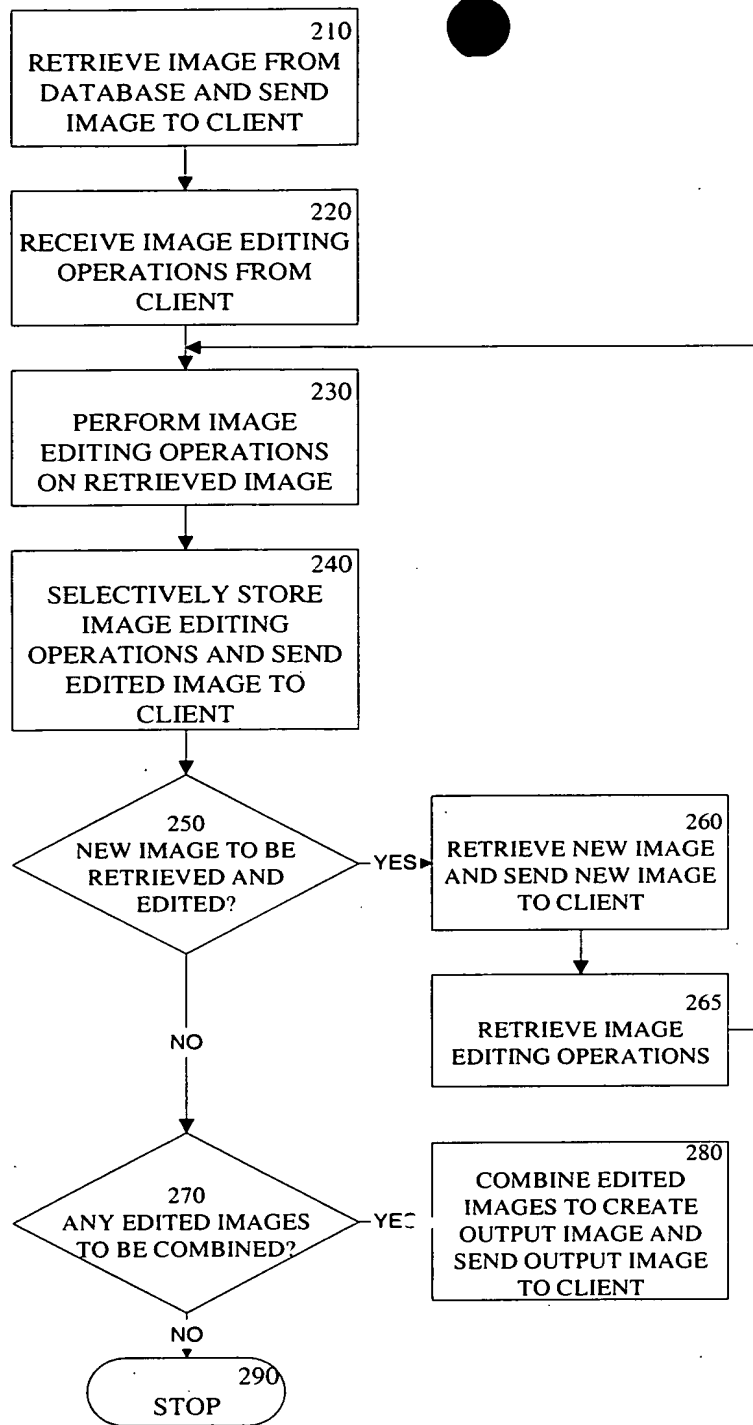 210
RETRIEVE IMAGE FROM
DATABASE AND SEND
IMAGE TO CLIENT
220
RECEIVE IMAGE EDITING
OPERATIONS FROM
CLIENT
230
PERFORM IMAGE
EDITING OPERATIONS
ON RETRIEVED IMAGE
240
SELECTIVELY STORE
IMAGE EDITING
OPERATIONS AND SEND
EDITED IMAGE TO
CLIENT
250
NEW IMAGE TO BE
RETRIEVED AND
EDITED?
YES
260
RETRIEVE NEW IMAGE
AND SEND NEW IMAGE
TO CLIENT
265
RETRIEVE IMAGE
EDITING OPERATIONS
NO
270
ANY EDITED IMAGES
TO BE COMBINED?
YES
280
COMBINE EDITED
IMAGES TO CREATE
OUTPUT IMAGE AND
SEND OUTPUT IMAGE
TO CLIENT
NO
290
STOP